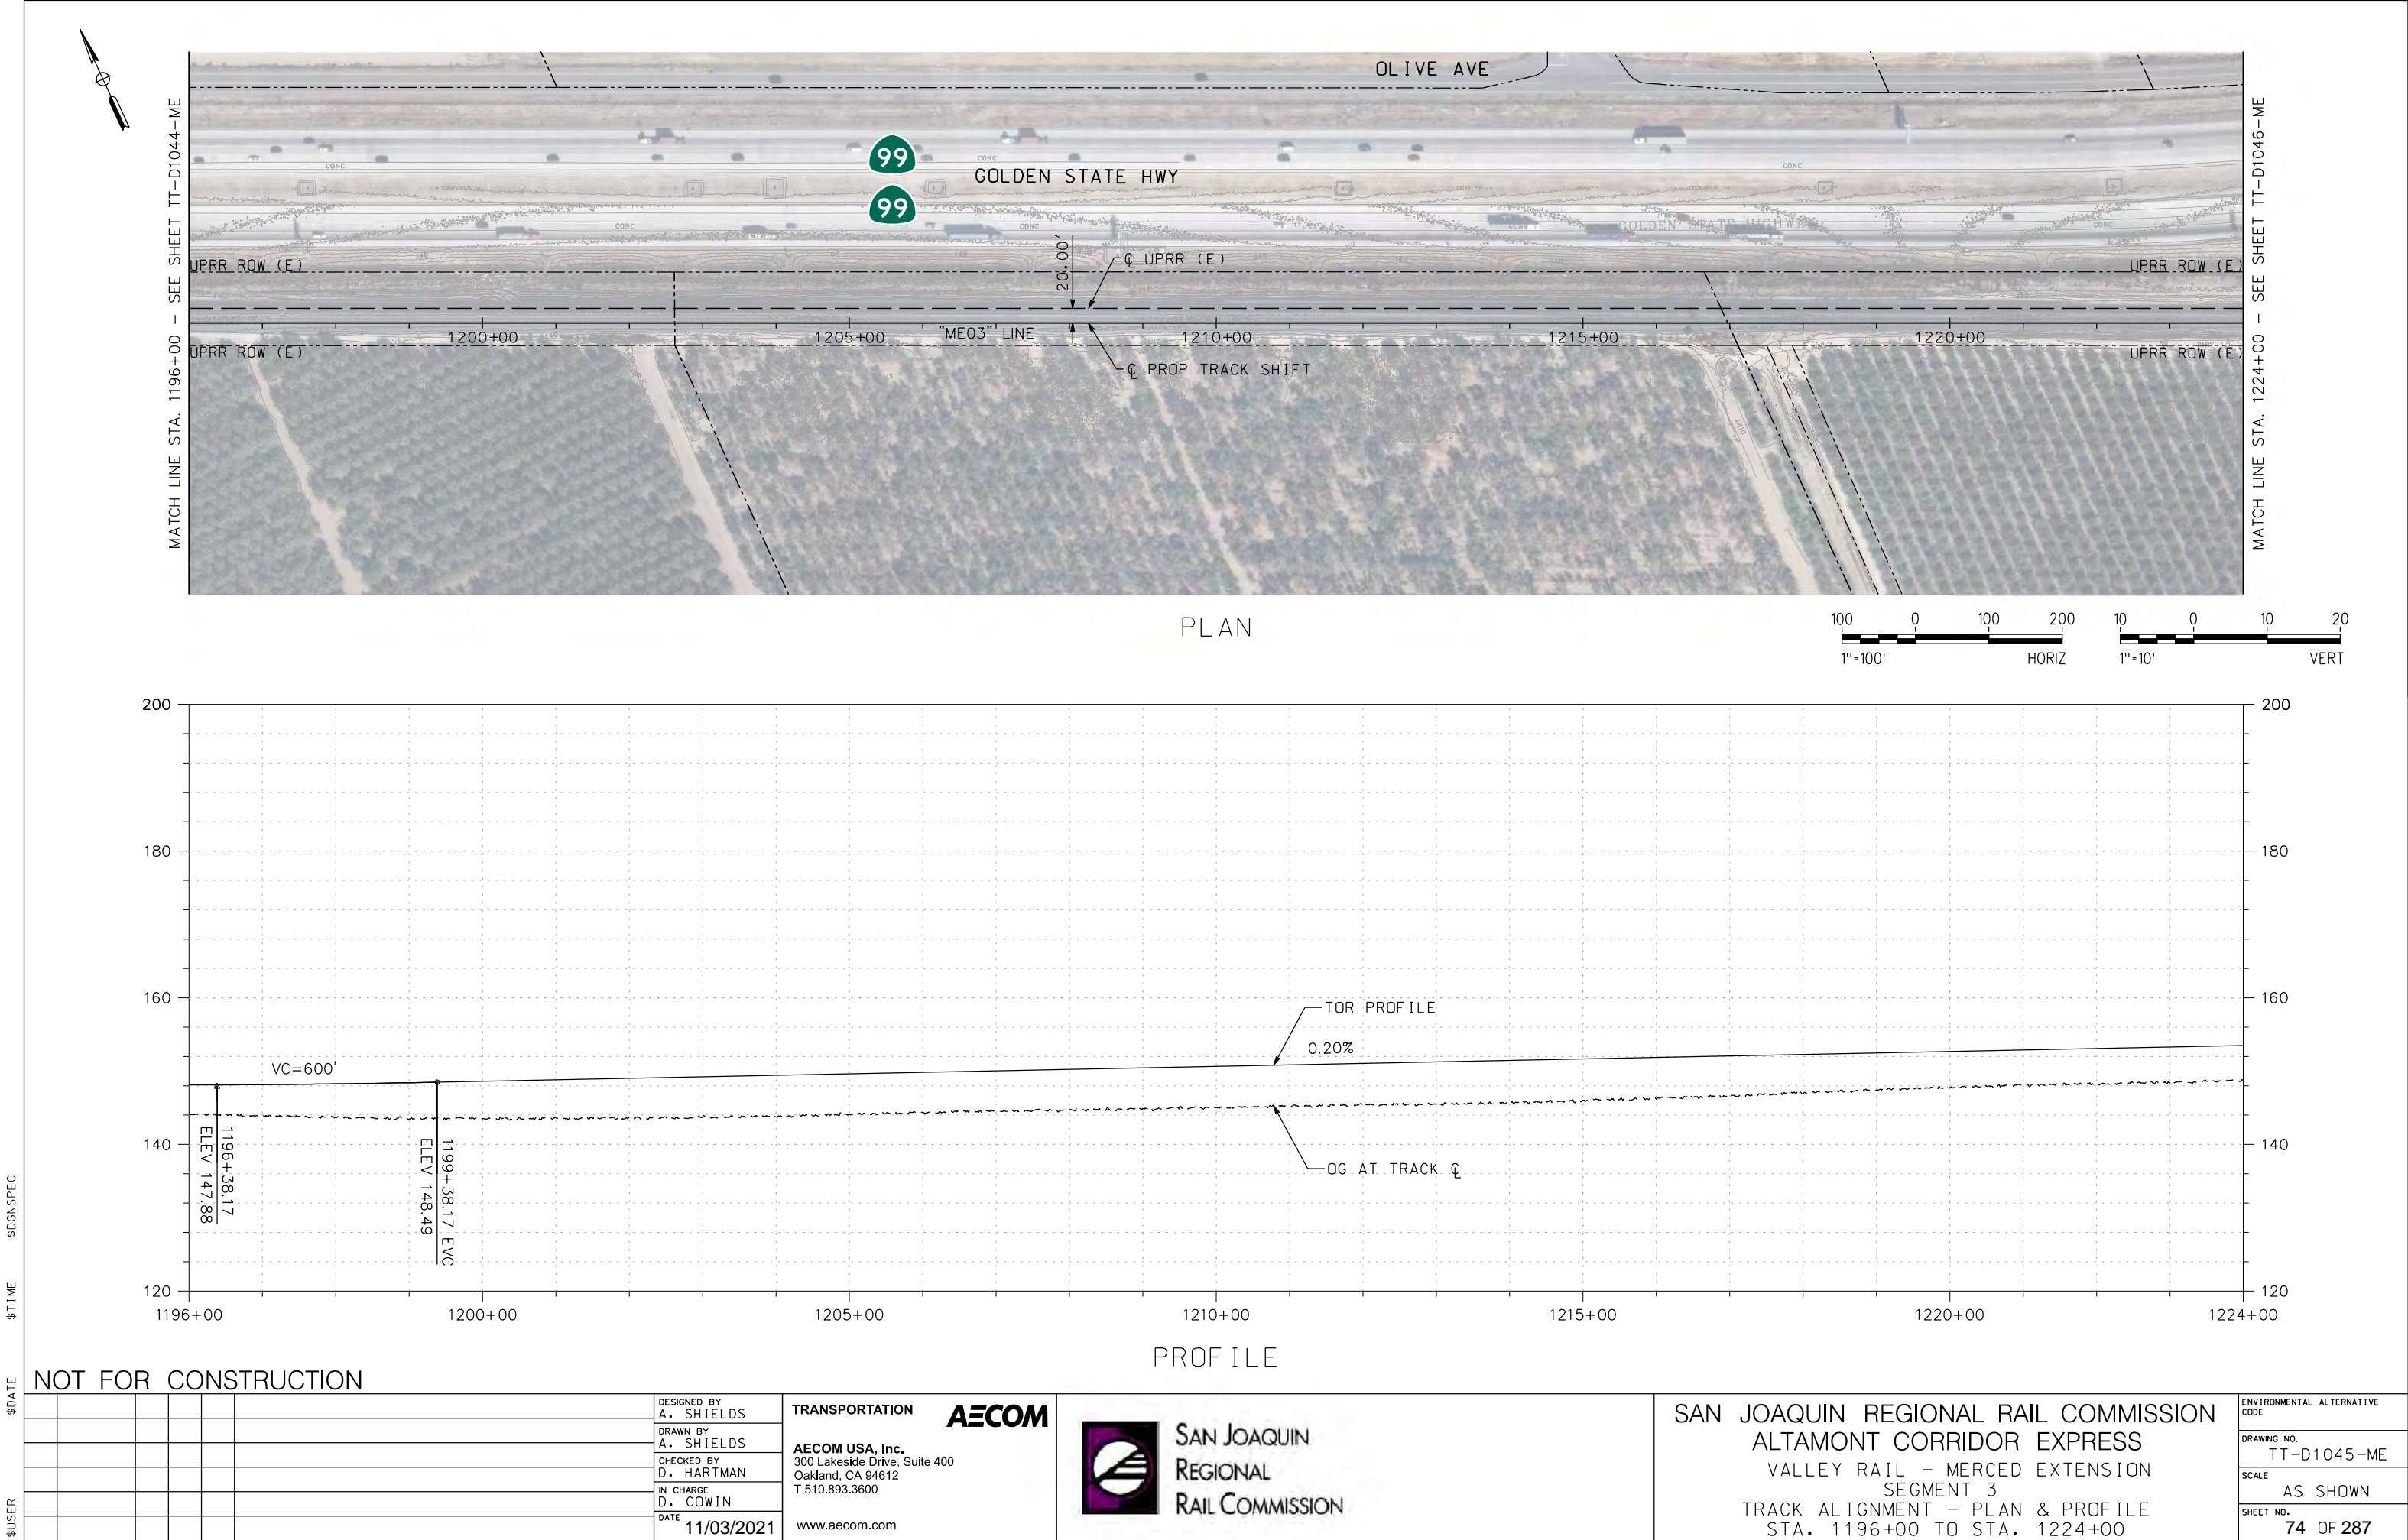 OLIVE AVE
CONC
CONC
CONC
99
GOLDEN STATE HWY
99
CONC
CONC
CONC
CONC
GOLDEN STATE HIGHWAY
140
140
140
140
UPRR ROW (E)
UPRR ROW (E)
20.00'
℄ UPRR (E)
1200+00
1205+00
"ME03" LINE
1210+00
1215+00
1220+00
UPRR ROW (E)
UPRR ROW (E)
℄ PROP TRACK SHIFT
DIRT
MATCH LINE STA. 1196+00 - SEE SHEET TT-D1044-ME
MATCH LINE STA. 1224+00 - SEE SHEET TT-D1046-ME
PLAN
100 0 100 200
1"=100' HORIZ
10 0 10 20
1"=10' VERT
200
180
160
140
120
200
180
160
140
120
TOR PROFILE
0.20%
VC=600'
1196+38.17
ELEV 147.88
1199+38.17 EVC
ELEV 148.49
OG AT TRACK ℄
1196+00
1200+00
1205+00
1210+00
1215+00
1220+00
1224+00
PROFILE
$DGNSPEC
$TIME
$DATE
$USER
NOT FOR CONSTRUCTION
DESIGNED BY
A. SHIELDS
DRAWN BY
A. SHIELDS
CHECKED BY
D. HARTMAN
IN CHARGE
D. COWIN
DATE
11/03/2021
TRANSPORTATION
AECOM
AECOM USA, Inc.
300 Lakeside Drive, Suite 400
Oakland, CA 94612
T 510.893.3600
www.aecom.com
SAN JOAQUIN
REGIONAL
RAIL COMMISSION
SAN JOAQUIN REGIONAL RAIL COMMISSION
ALTAMONT CORRIDOR EXPRESS
VALLEY RAIL - MERCED EXTENSION
SEGMENT 3
TRACK ALIGNMENT - PLAN & PROFILE
STA. 1196+00 TO STA. 1224+00
ENVIRONMENTAL ALTERNATIVE
CODE
DRAWING NO.
TT-D1045-ME
SCALE
AS SHOWN
SHEET NO.
74 OF 287